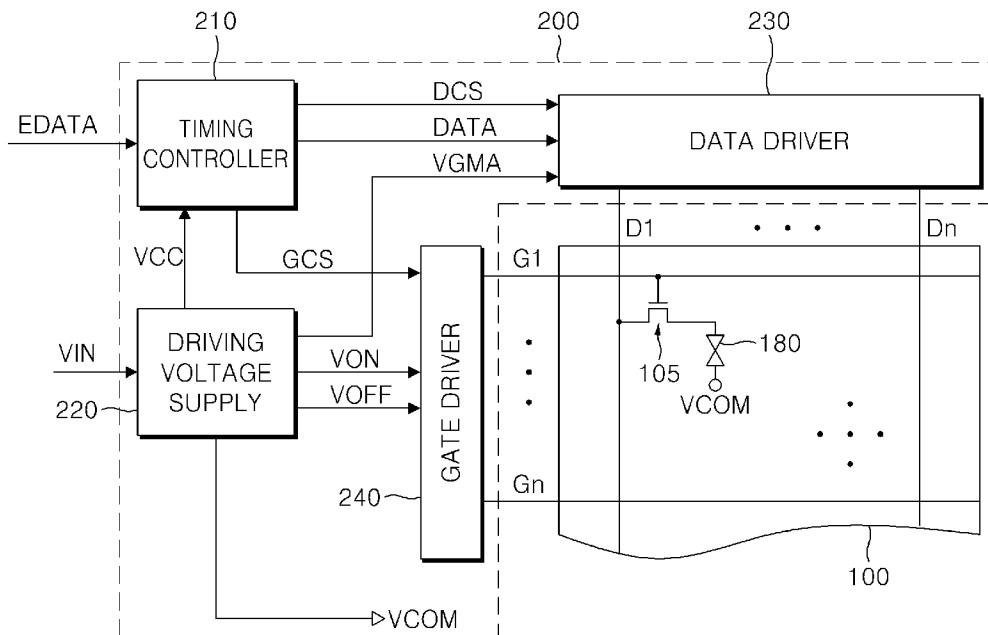 210
200
230
EDATA
TIMING
CONTROLLER
DCS
DATA
VGMA
DATA DRIVER
VCC
GCS
D1
Dn
G1
VIN
DRIVING
VOLTAGE
SUPPLY
220
VON
VOFF
GATE DRIVER
240
105
180
VCOM
Gn
100
VCOM